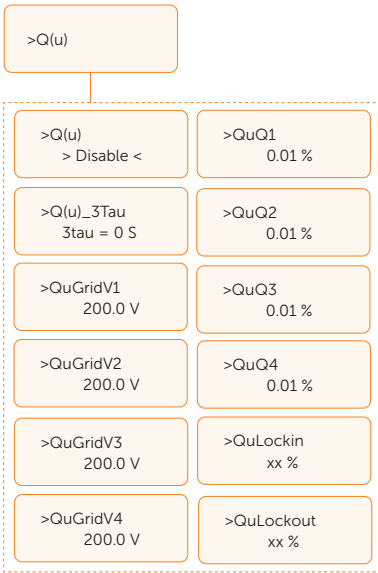 >Q(u)
>Q(u)
> Disable <
>Q(u)_3Tau
3tau = 0 S
>QuGridV1
200.0 V
>QuGridV2
200.0 V
>QuGridV3
200.0 V
>QuGridV4
200.0 V
>QuQ1
0.01 %
>QuQ2
0.01 %
>QuQ3
0.01 %
>QuQ4
0.01 %
>QuLockin
xx %
>QuLockout
xx %